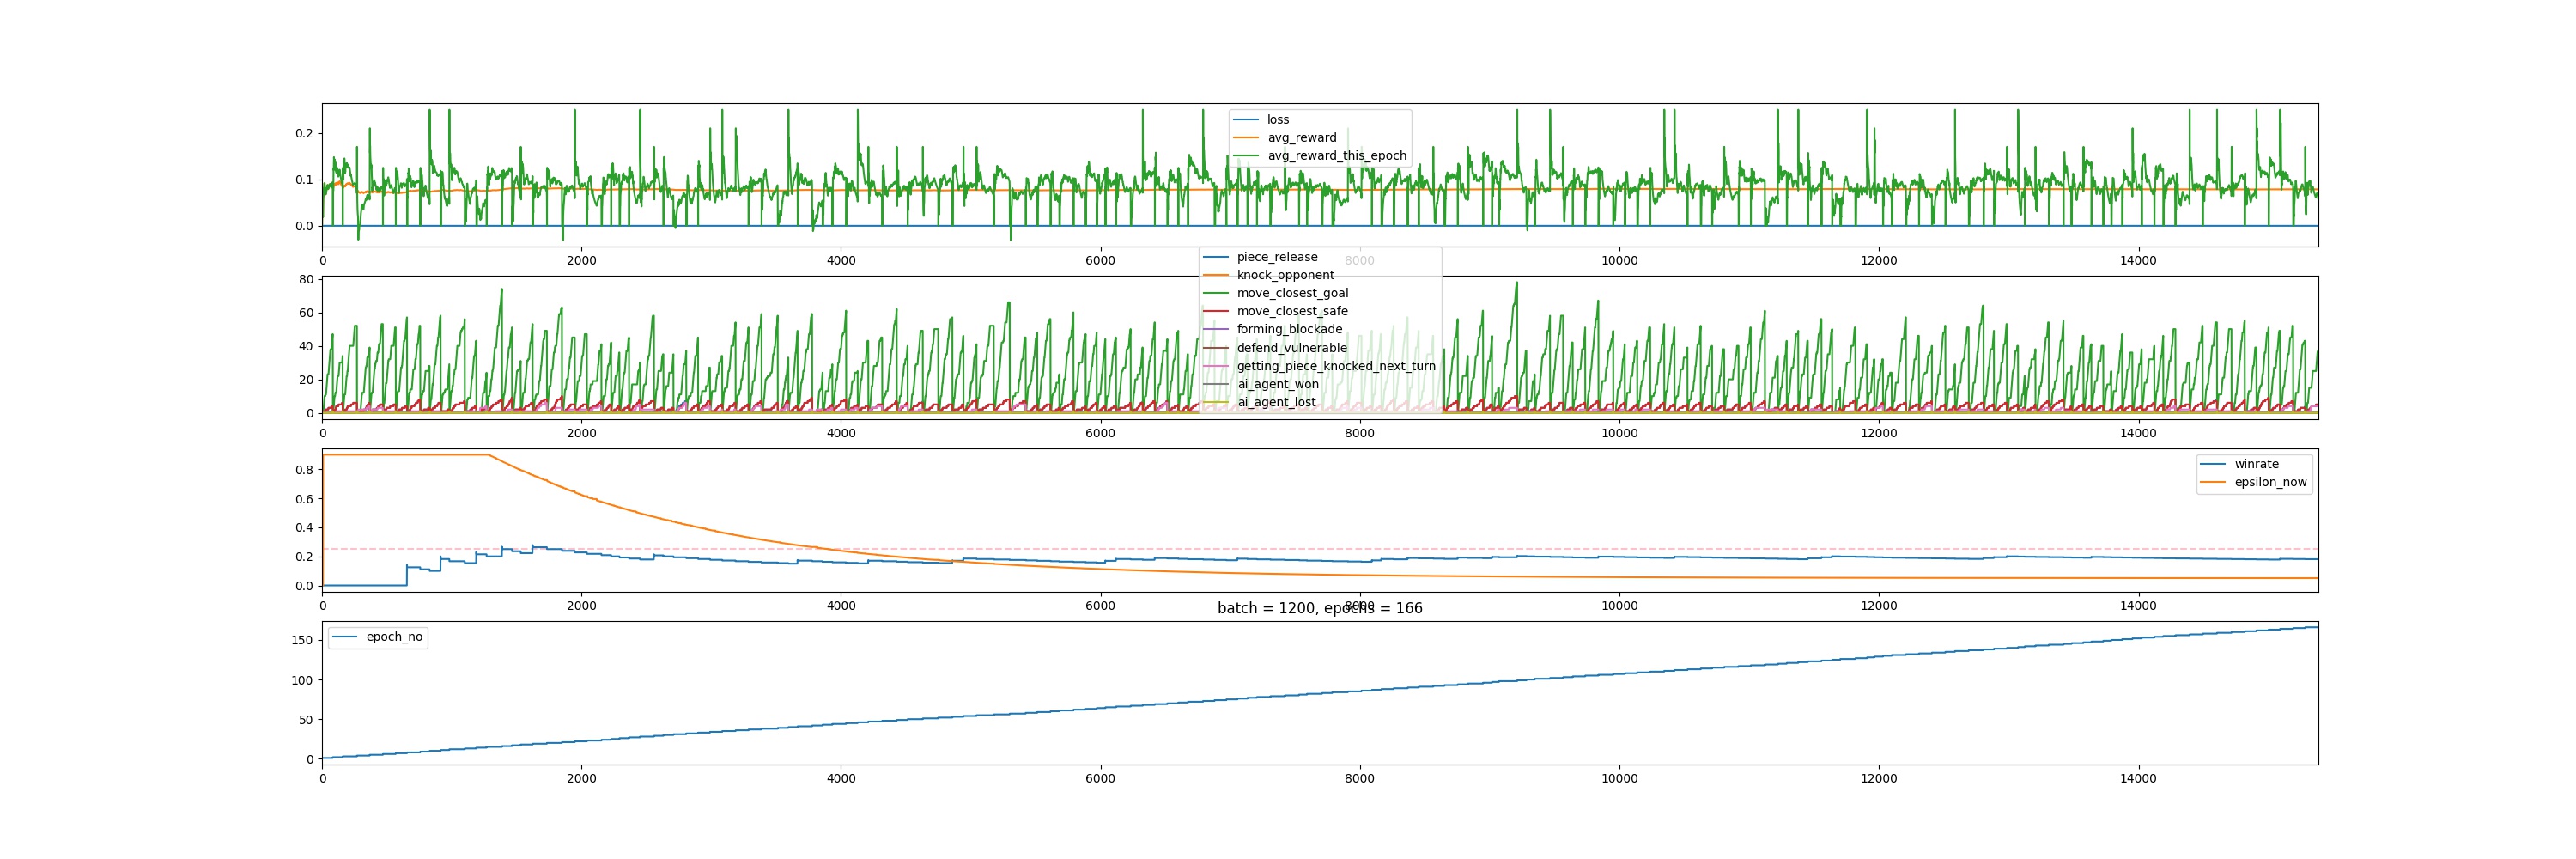 0.2
0.1
0.0
loss
avg_reward
avg_reward_this_epoch
0 2000 4000 6000 8000 10000 12000 14000
80
60
40
20
0
piece_release
knock_opponent
move_closest_goal
move_closest_safe
forming_blockade
defend_vulnerable
getting_piece_knocked_next_turn
ai_agent_won
ai_agent_lost
0 2000 4000 6000 8000 10000 12000 14000
0.8
0.6
0.4
0.2
0.0
winrate
epsilon_now
0 2000 4000 6000 8000 10000 12000 14000
batch = 1200, epochs = 166
150
100
50
0
epoch_no
0 2000 4000 6000 8000 10000 12000 14000